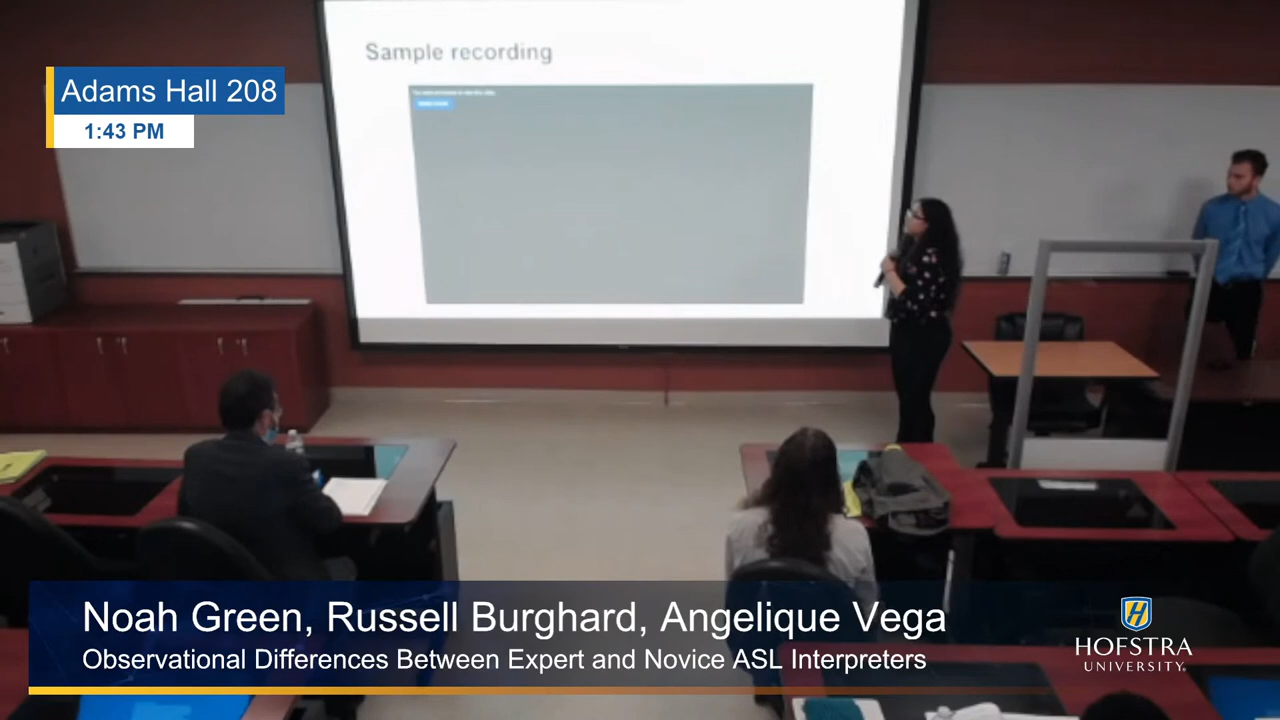 Sample recording
Adams Hall 208
1:43 PM
Noah Green, Russell Burghard, Angelique Vega
Observational Differences Between Expert and Novice ASL Interpreters
H
HOFSTRA
UNIVERSITY.